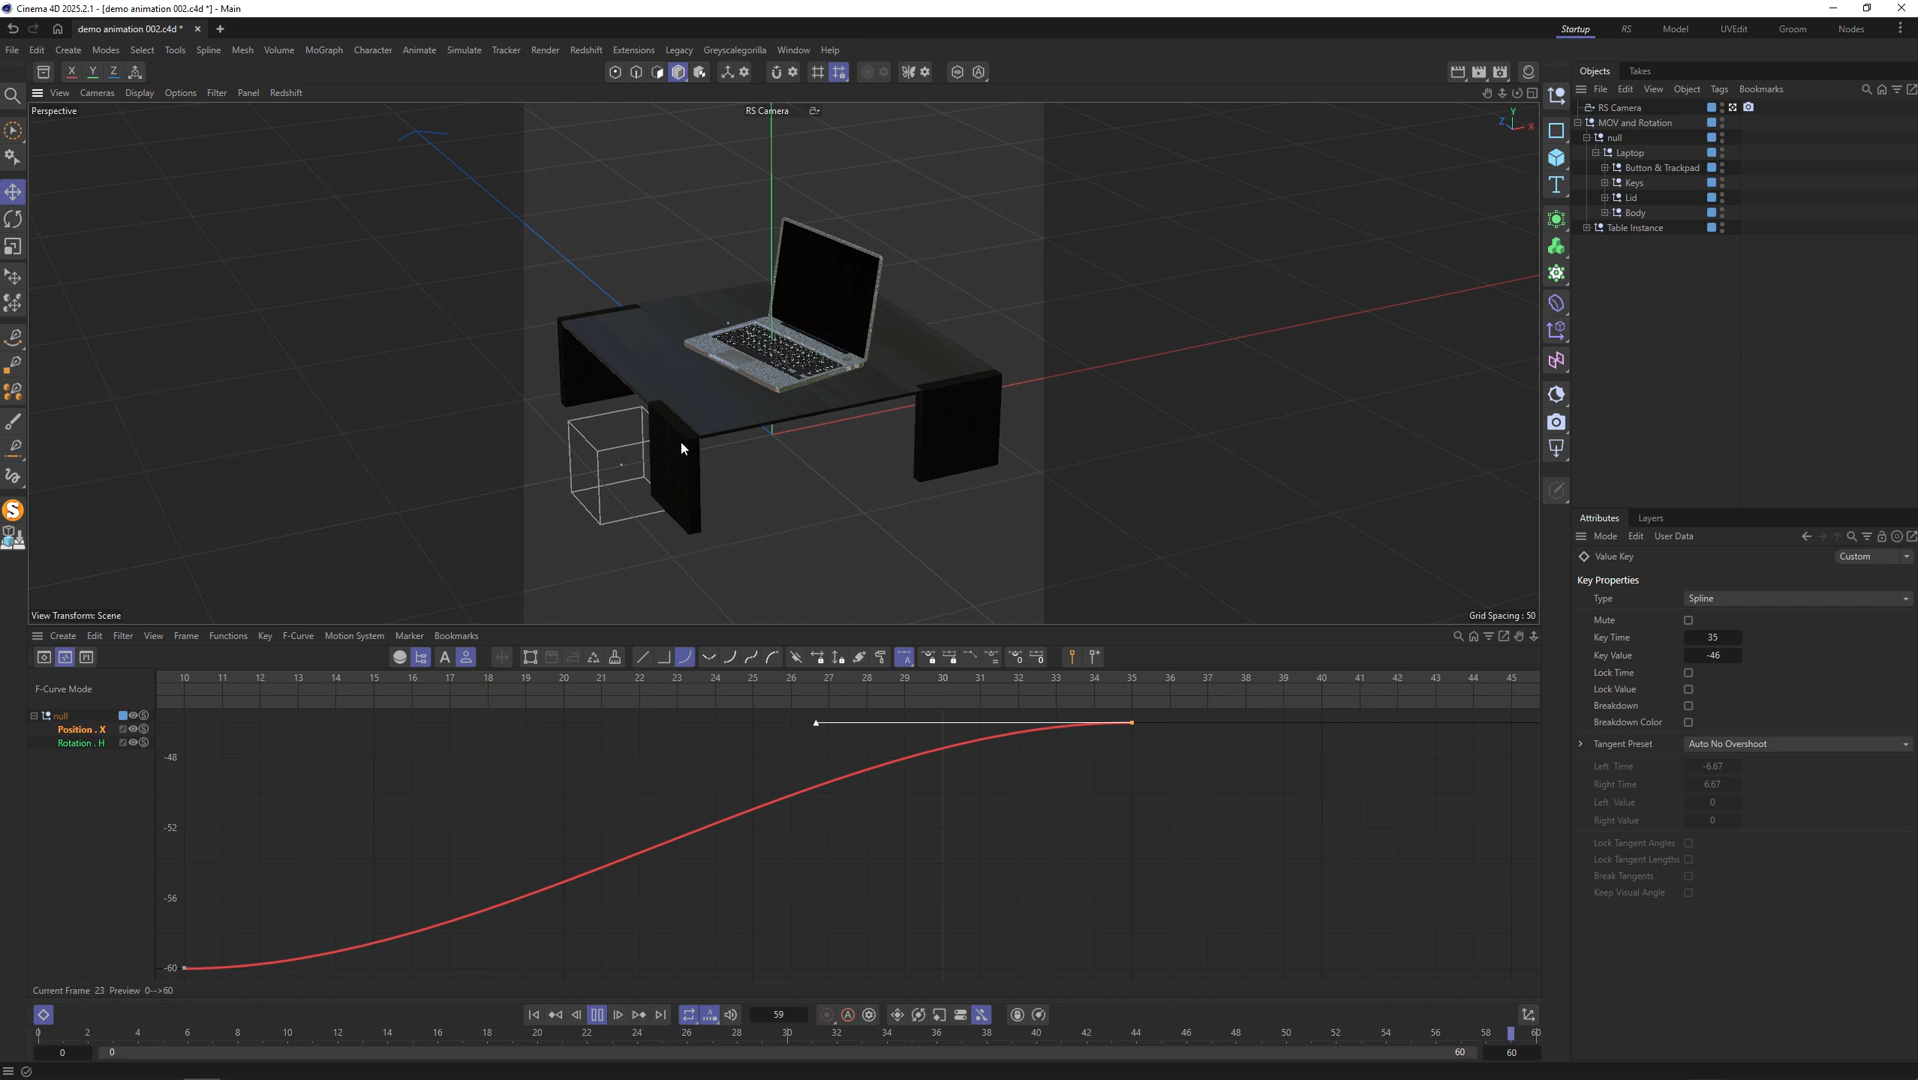 Cinema 4D 2025.2.1 - [demo animation 002.c4d *] - Main
demo animation 002.c4d *
Startup RS Model UVEdit Groom Nodes
File Edit Create Modes Select Tools Spline Mesh Volume MoGraph Character Animate Simulate Tracker Render Redshift Extensions Legacy Greyscalegorilla Window Help
X Y Z
Objects Takes
File Edit View Object Tags Bookmarks
View Cameras Display Options Filter Panel Redshift
Perspective
RS Camera
Y
Z X
RS Camera
MOV and Rotation
null
Laptop
Button & Trackpad
Keys
Lid
Body
Table Instance
View Transform: Scene
Grid Spacing : 50
Attributes Layers
Mode Edit User Data
Value Key
Custom
Key Properties
Type Spline
Mute
Key Time 35
Key Value -46
Lock Time
Lock Value
Breakdown
Breakdown Color
Tangent Preset Auto No Overshoot
Left Time -6.67
Right Time 6.67
Left Value 0
Right Value 0
Lock Tangent Angles
Lock Tangent Lengths
Break Tangents
Keep Visual Angle
Create Edit Filter View Frame Functions Key F-Curve Motion System Marker Bookmarks
F-Curve Mode
10 11 12 13 14 15 16 17 18 19 20 21 22 23 24 25 26 27 28 29 30 31 32 33 34 35 36 37 38 39 40 41 42 43 44 45
null
Position . X
Rotation . H
-48
-52
-56
-60
Current Frame 23 Preview 0-->60
59
0 2 4 6 8 10 12 14 16 18 20 22 24 26 28 30 32 34 36 38 40 42 44 46 48 50 52 54 56 58 60
0 0 60 60